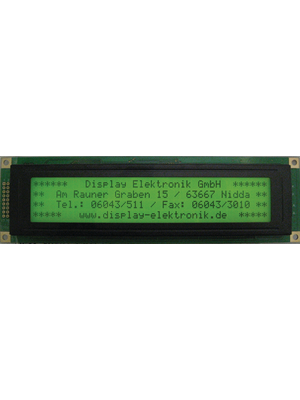 ****** Display Elektronik GmbH ******
** Am Rauner Graben 15 / 63667 Nidda **
** Tel.: 06043/511 / Fax: 06043/3010 **
***** www.display-elektronik.de *****